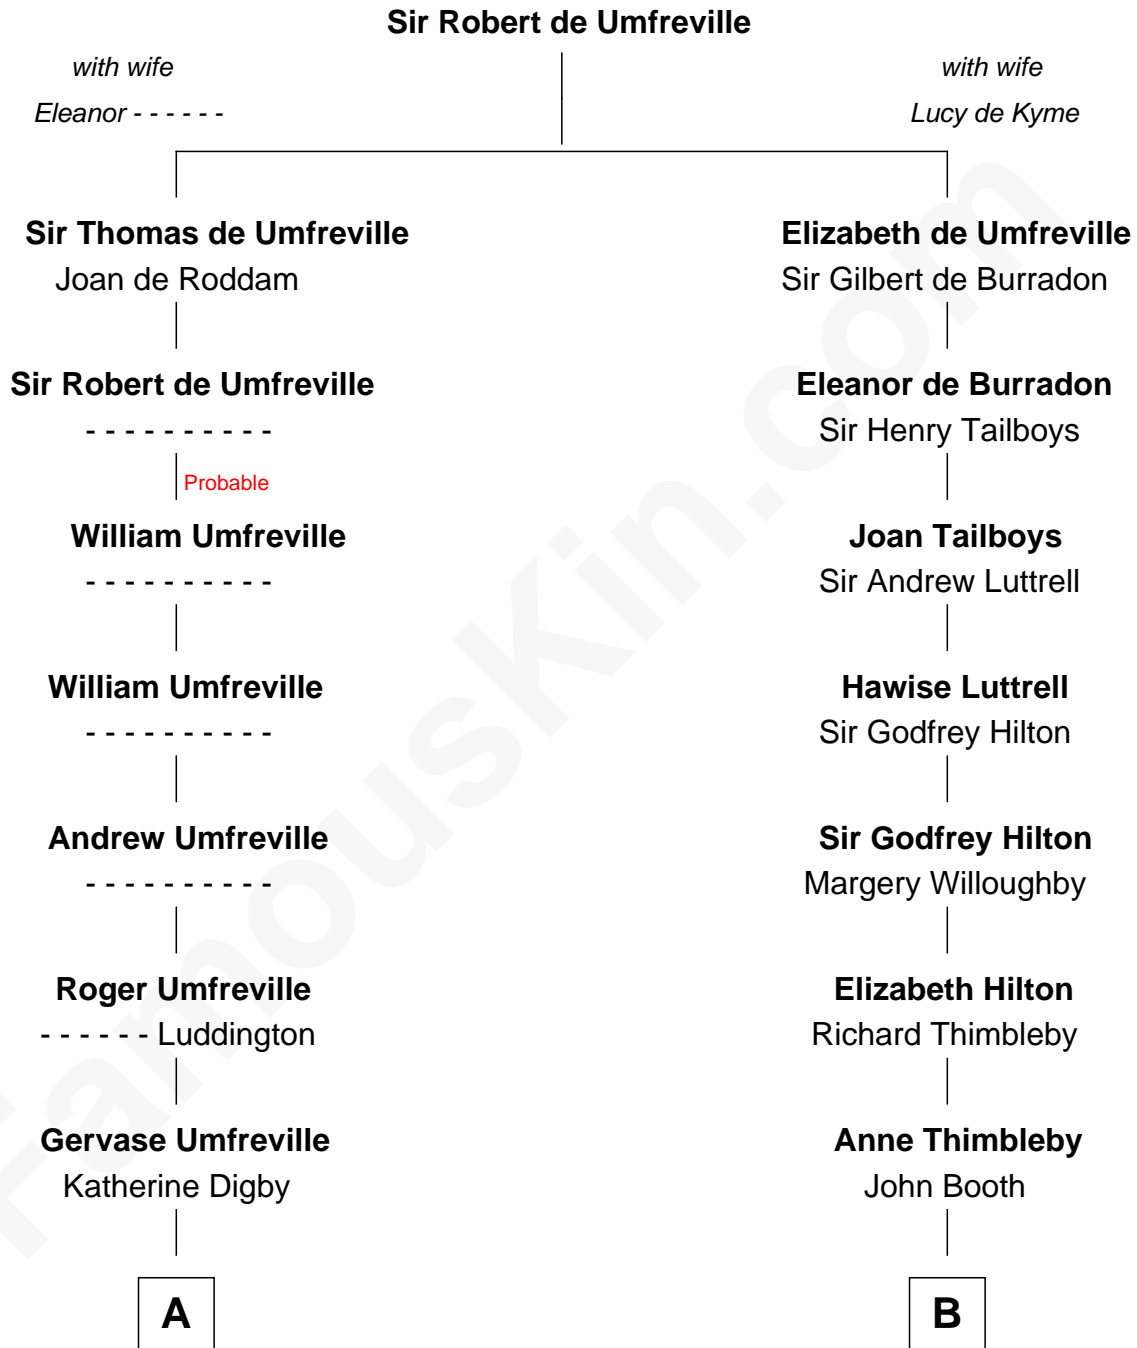 Sir Robert de Umfreville
with wife
Eleanor - - - - - -
with wife
Lucy de Kyme
Sir Thomas de Umfreville
Joan de Roddam
Elizabeth de Umfreville
Sir Gilbert de Burradon
Sir Robert de Umfreville
- - - - - - - - - -
Eleanor de Burradon
Sir Henry Tailboys
Probable
William Umfreville
- - - - - - - - - -
Joan Tailboys
Sir Andrew Luttrell
William Umfreville
- - - - - - - - - -
Hawise Luttrell
Sir Godfrey Hilton
Andrew Umfreville
- - - - - - - - - -
Sir Godfrey Hilton
Margery Willoughby
Roger Umfreville
- - - - - - Luddington
Elizabeth Hilton
Richard Thimbleby
Gervase Umfreville
Katherine Digby
Anne Thimbleby
John Booth
A
B
FamousKin.com